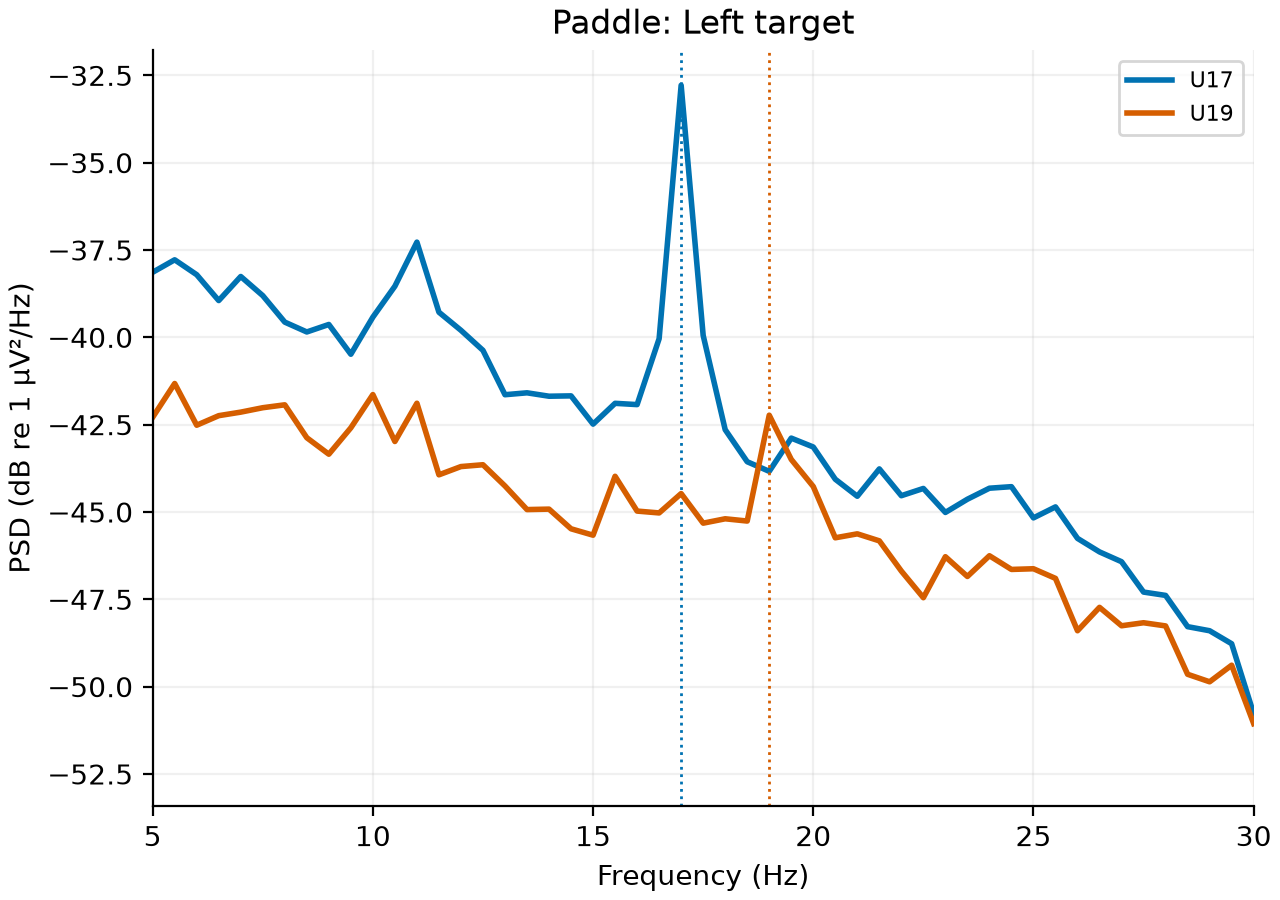 Paddle: Left target
U17
U19
PSD (dB re 1 µV²/Hz)
−32.5
−35.0
−37.5
−40.0
−42.5
−45.0
−47.5
−50.0
−52.5
5 10 15 20 25 30
Frequency (Hz)